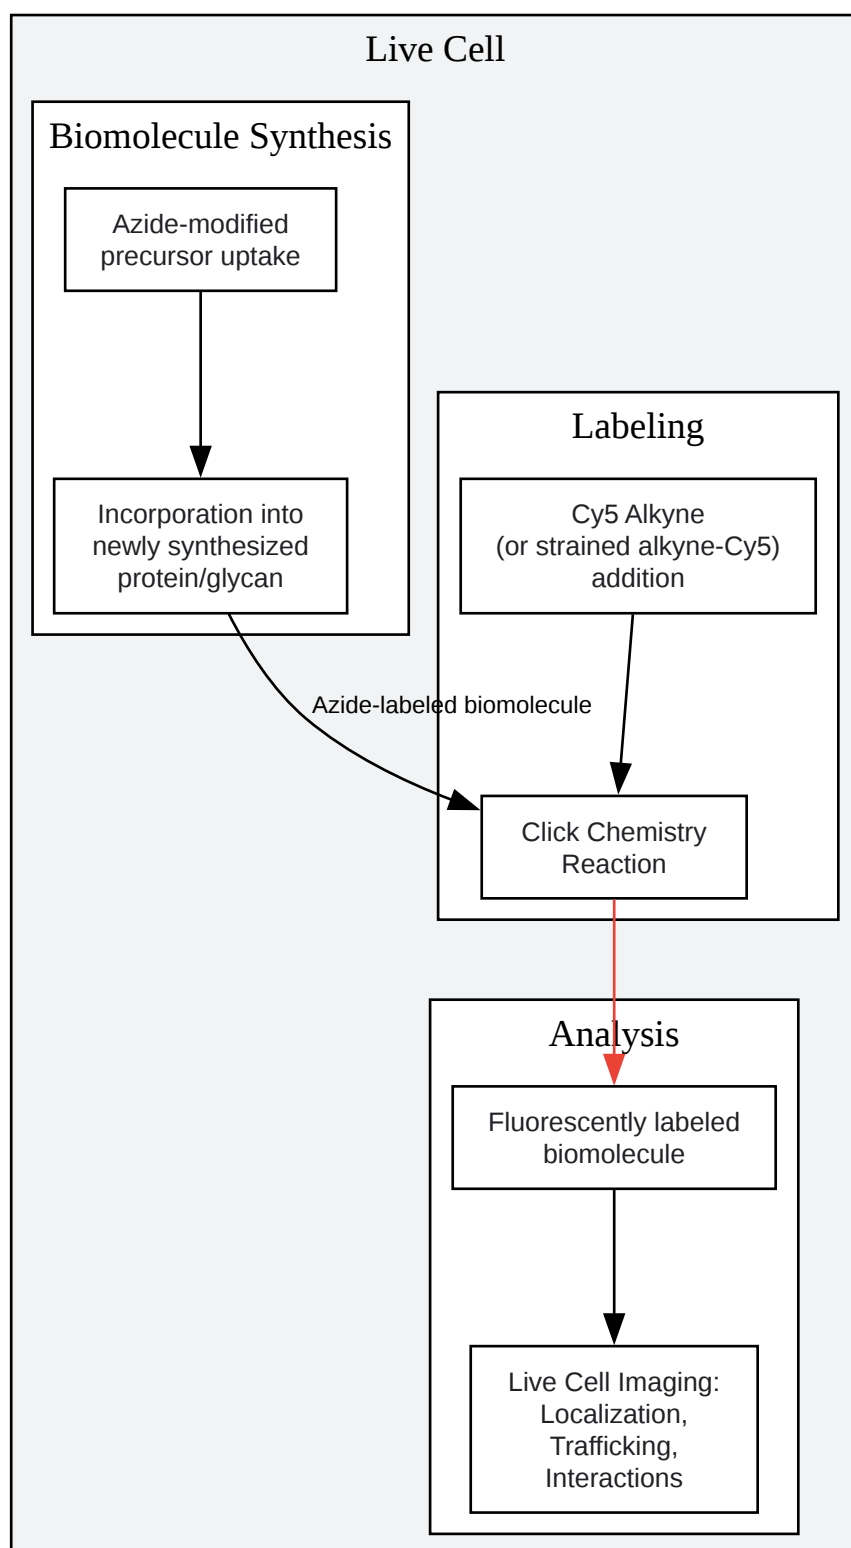 Live Cell
Biomolecule Synthesis
Azide-modified
precursor uptake
Incorporation into
newly synthesized
protein/glycan
Labeling
Cy5 Alkyne
(or strained alkyne-Cy5)
addition
Azide-labeled biomolecule
Click Chemistry
Reaction
Analysis
Fluorescently labeled
biomolecule
Live Cell Imaging:
Localization,
Trafficking,
Interactions